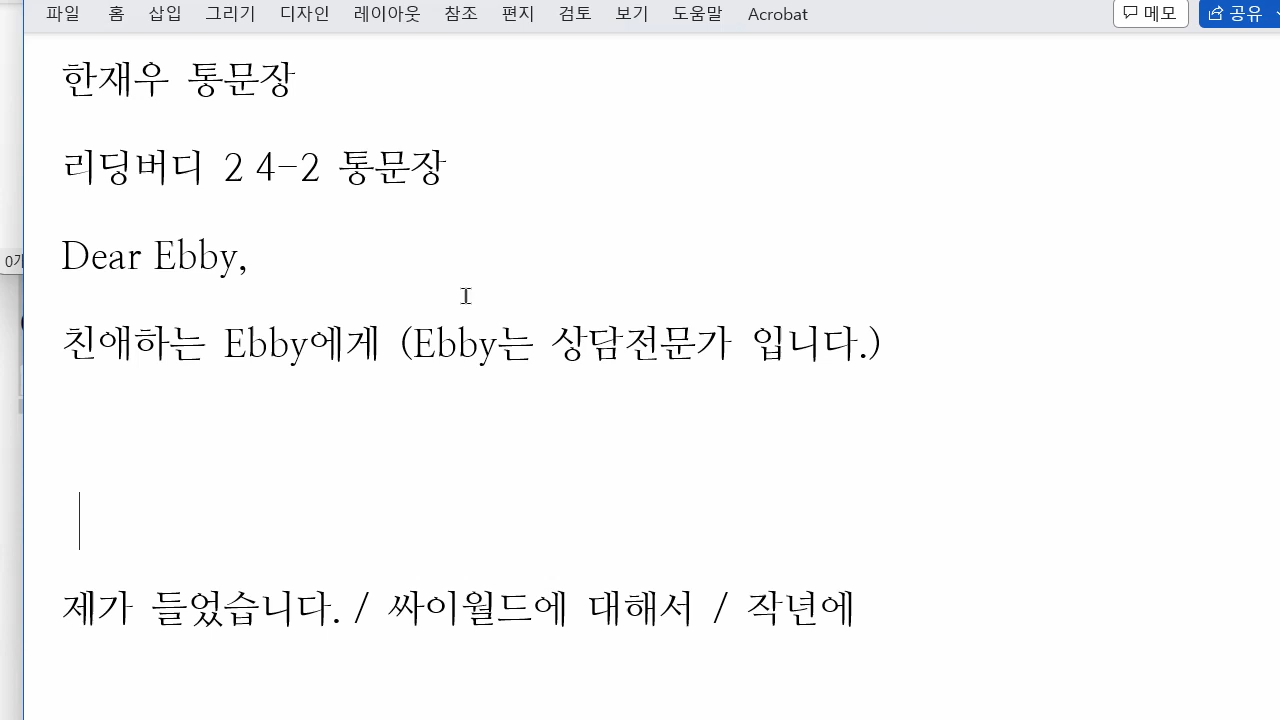 파일 홈 삽입 그리기 디자인 레이아웃 참조 편지 검토 보기 도움말 Acrobat 메모 공유
한재우 통문장
리딩버디 2 4-2 통문장
Dear Ebby,
친애하는 Ebby에게 (Ebby는 상담전문가 입니다.)
제가 들었습니다. / 싸이월드에 대해서 / 작년에